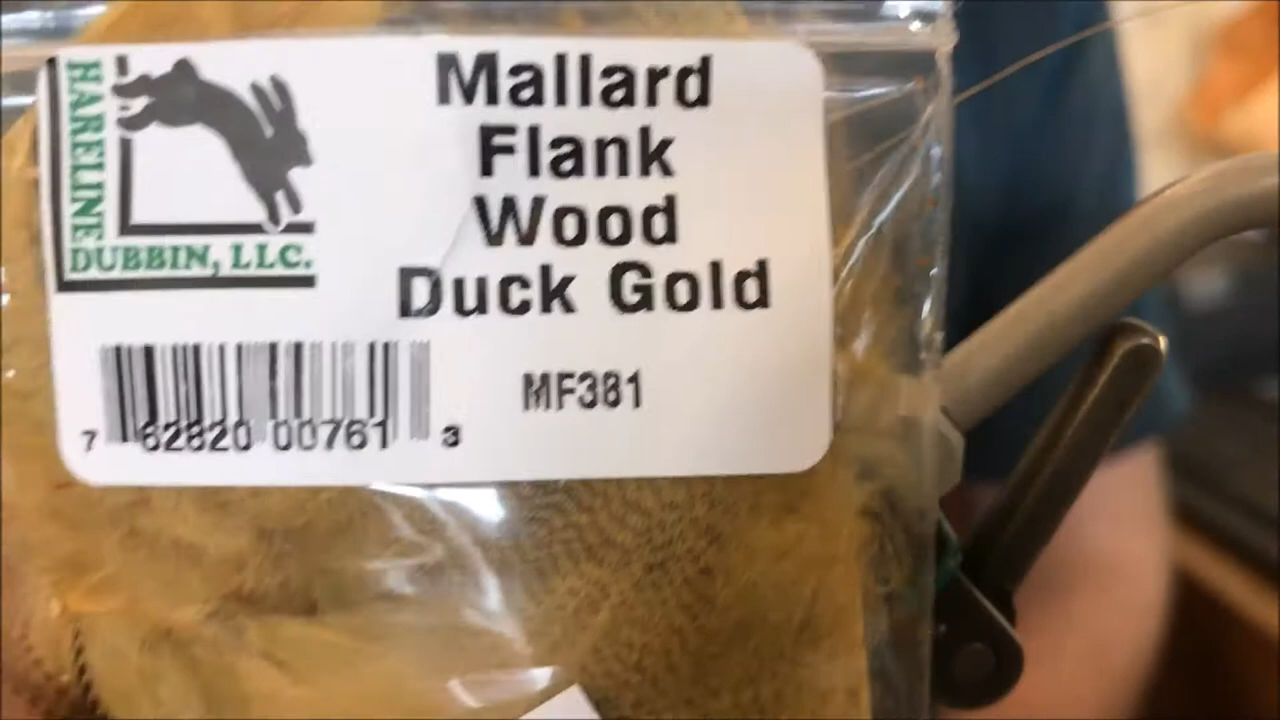 HARELINE
DUBBIN, LLC.
Mallard
Flank
Wood
Duck Gold
MF381
7 62820 00761 3